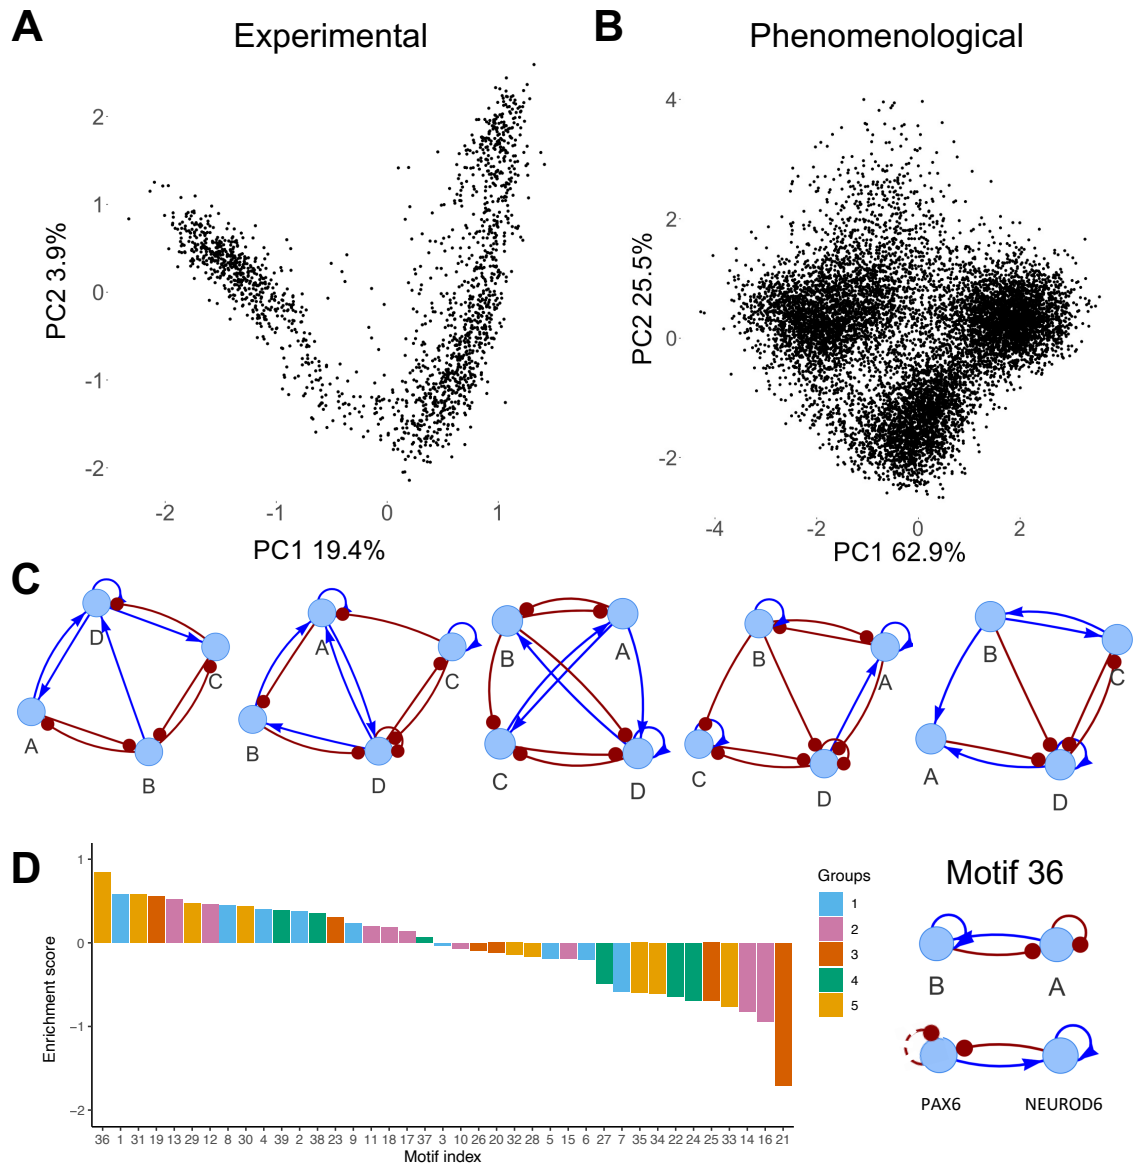 A
Experimental
PC2 3.9%
2
1
0
-1
-2
-2 -1 0 1
PC1 19.4%
B
Phenomenological
PC2 25.5%
4
2
0
-2
-4 -2 0 2
PC1 62.9%
C
D
C
A
B
A
C
B
D
B
A
C
D
B
A
C
D
B
C
A
D
D
Enrichment score
1
0
−1
−2
36 1 31 19 13 29 12 8 30 4 39 2 38 23 9 11 18 17 37 3 10 26 20 32 28 5 15 6 27 7 35 34 22 24 25 33 14 16 21
Motif index
Groups
1
2
3
4
5
Motif 36
B A
PAX6 NEUROD6